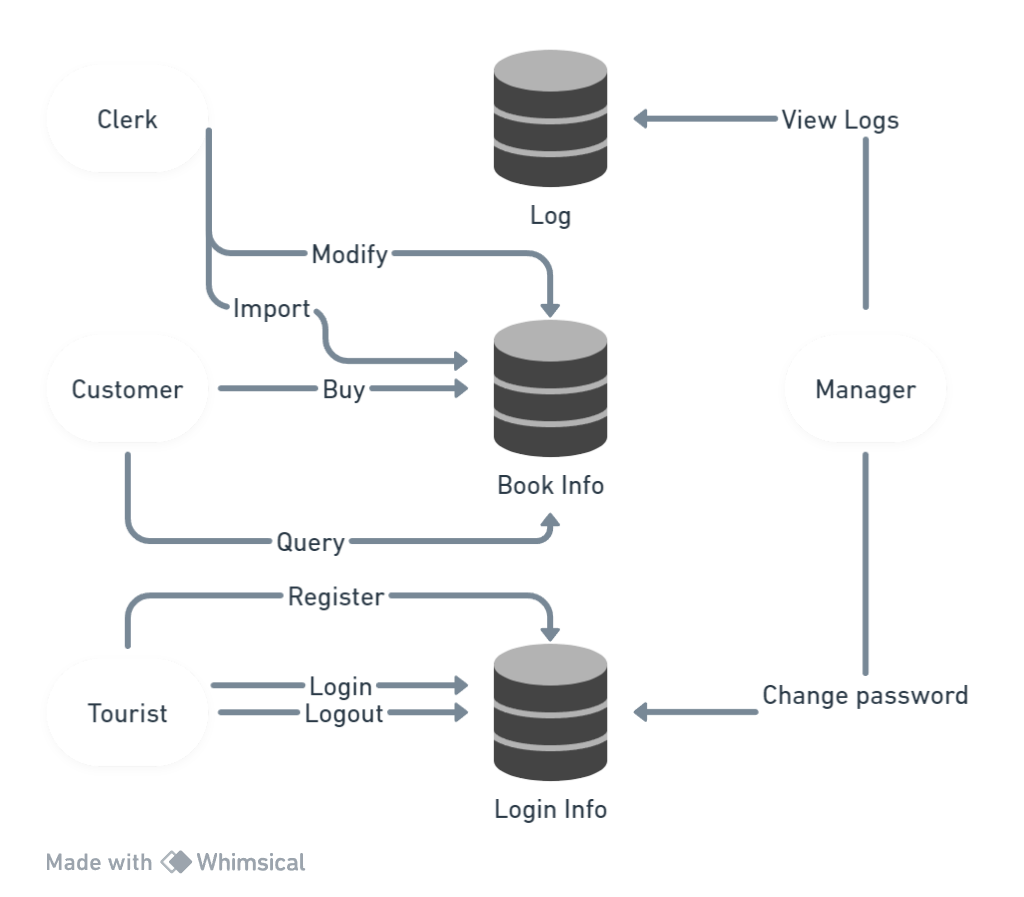 Clerk
View Logs
Log
Modify
Import
Customer
Buy
Manager
Book Info
Query
Register
Login
Change password
Tourist
Logout
Login Info
Made with Whimsical